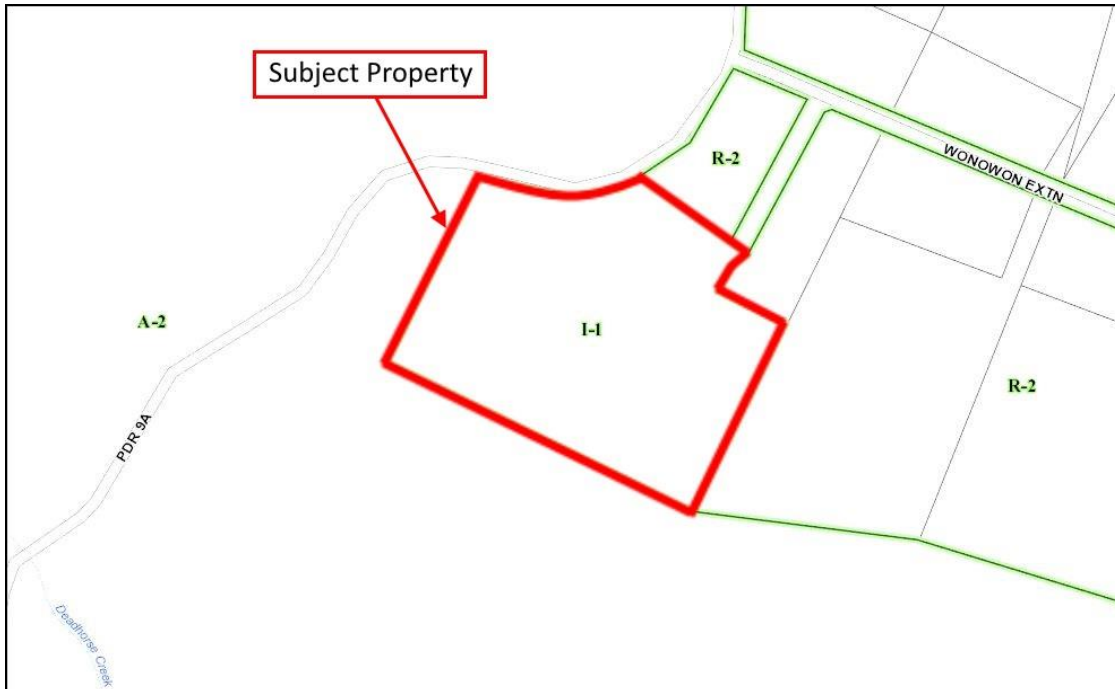 Subject Property
R-2
WONOWON EXTN
A-2
I-1
R-2
PDR 9A
Deadhorse Creek